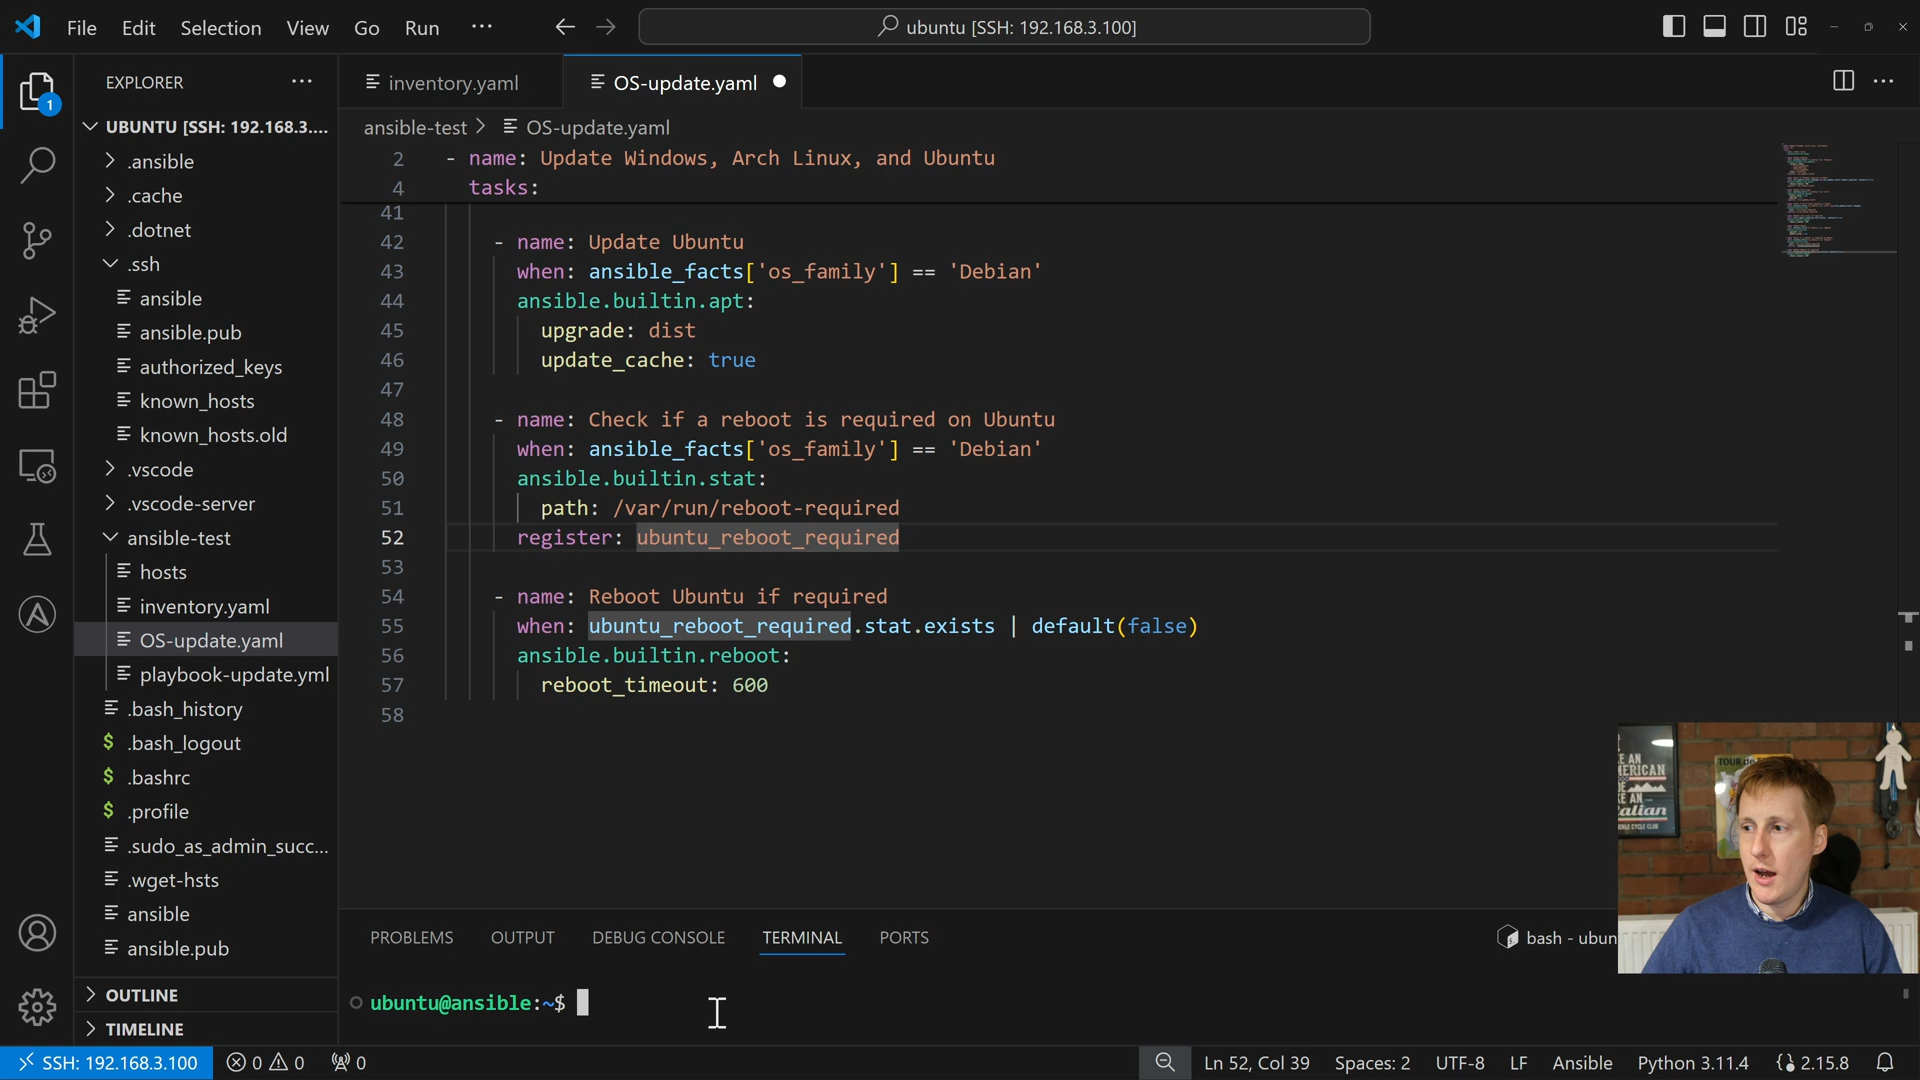 File Edit Selection View Go Run ···
ubuntu [SSH: 192.168.3.100]
EXPLORER
UBUNTU [SSH: 192.168.3....
.ansible
.cache
.dotnet
.ssh
ansible
ansible.pub
authorized_keys
known_hosts
known_hosts.old
.vscode
.vscode-server
ansible-test
hosts
inventory.yaml
OS-update.yaml
playbook-update.yml
.bash_history
.bash_logout
.bashrc
.profile
.sudo_as_admin_succ...
.wget-hsts
ansible
ansible.pub
OUTLINE
TIMELINE
1
inventory.yaml OS-update.yaml
ansible-test > OS-update.yaml
2 - name: Update Windows, Arch Linux, and Ubuntu
4 tasks:
41
42 - name: Update Ubuntu
43 when: ansible_facts['os_family'] == 'Debian'
44 ansible.builtin.apt:
45 upgrade: dist
46 update_cache: true
47
48 - name: Check if a reboot is required on Ubuntu
49 when: ansible_facts['os_family'] == 'Debian'
50 ansible.builtin.stat:
51 path: /var/run/reboot-required
52 register: ubuntu_reboot_required
53
54 - name: Reboot Ubuntu if required
55 when: ubuntu_reboot_required.stat.exists | default(false)
56 ansible.builtin.reboot:
57 reboot_timeout: 600
58
PROBLEMS OUTPUT DEBUG CONSOLE TERMINAL PORTS
bash - ubun
ubuntu@ansible:~$
AMERICAN
TOUR de
SSH: 192.168.3.100 0 0 0 Ln 52, Col 39 Spaces: 2 UTF-8 LF Ansible Python 3.11.4 2.15.8